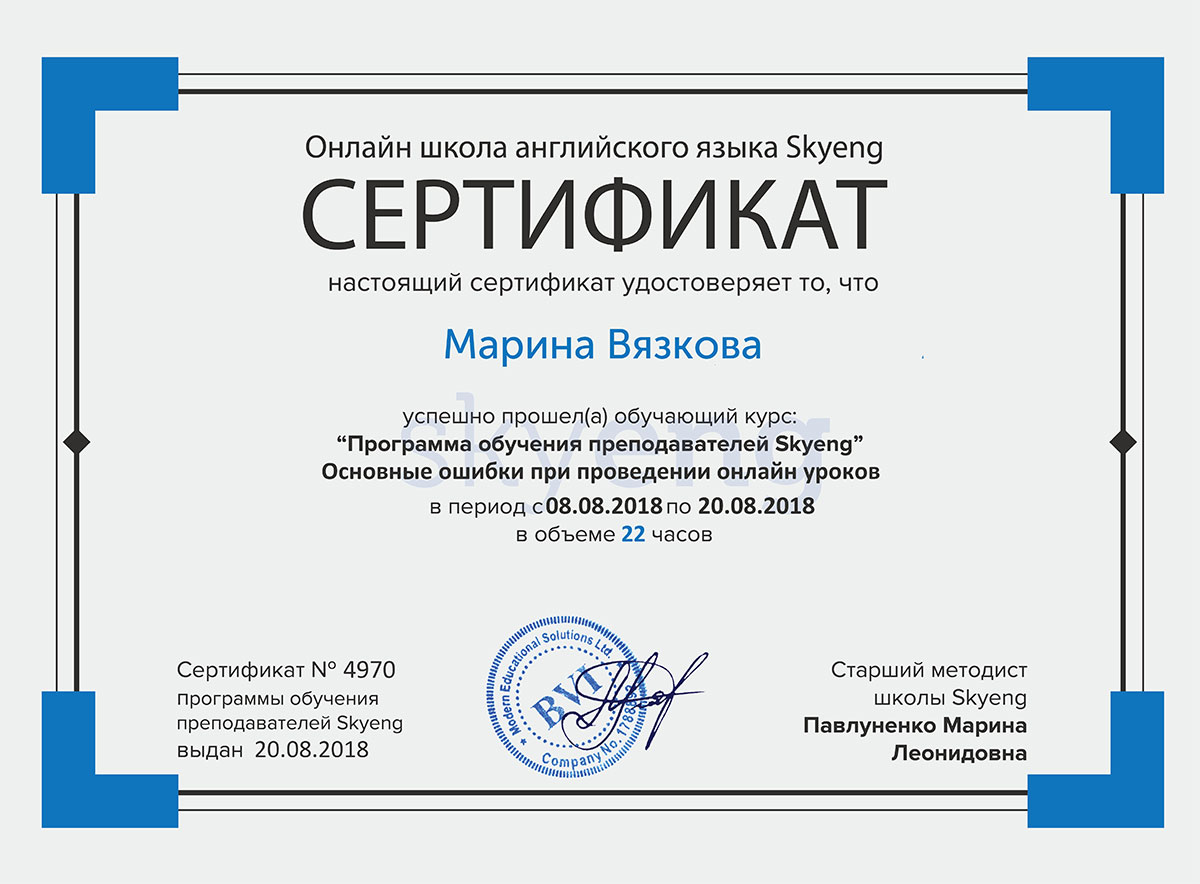 Онлайн школа английского языка Skyeng
СЕРТИФИКАТ
настоящий сертификат удостоверяет то, что
Марина Вязкова
skyeng
успешно прошел(а) обучающий курс:
“Программа обучения преподавателей Skyeng”
Основные ошибки при проведении онлайн уроков
в период с 08.08.2018 по 20.08.2018
в объеме 22 часов
Сертификат № 4970
Программы обучения
преподавателей Skyeng
выдан 20.08.2018
Modern Educational Solutions Ltd.
BVI
Company No.
Старший методист
школы Skyeng
Павлуненко Марина
Леонидовна